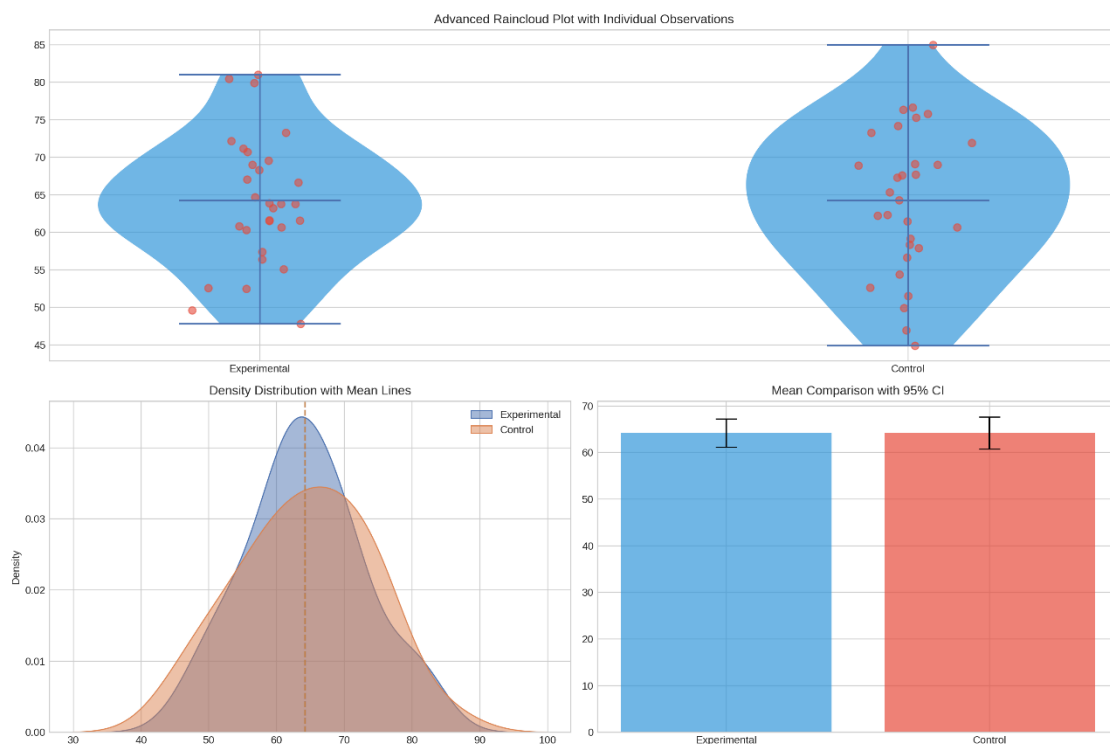 Advanced Raincloud Plot with Individual Observations
85
80
75
70
65
60
55
50
45
Experimental Control
Density Distribution with Mean Lines
Experimental
Control
0.04
0.03
0.02
0.01
0.00
Density
30 40 50 60 70 80 90 100
Mean Comparison with 95% CI
70
60
50
40
30
20
10
0
Experimental Control